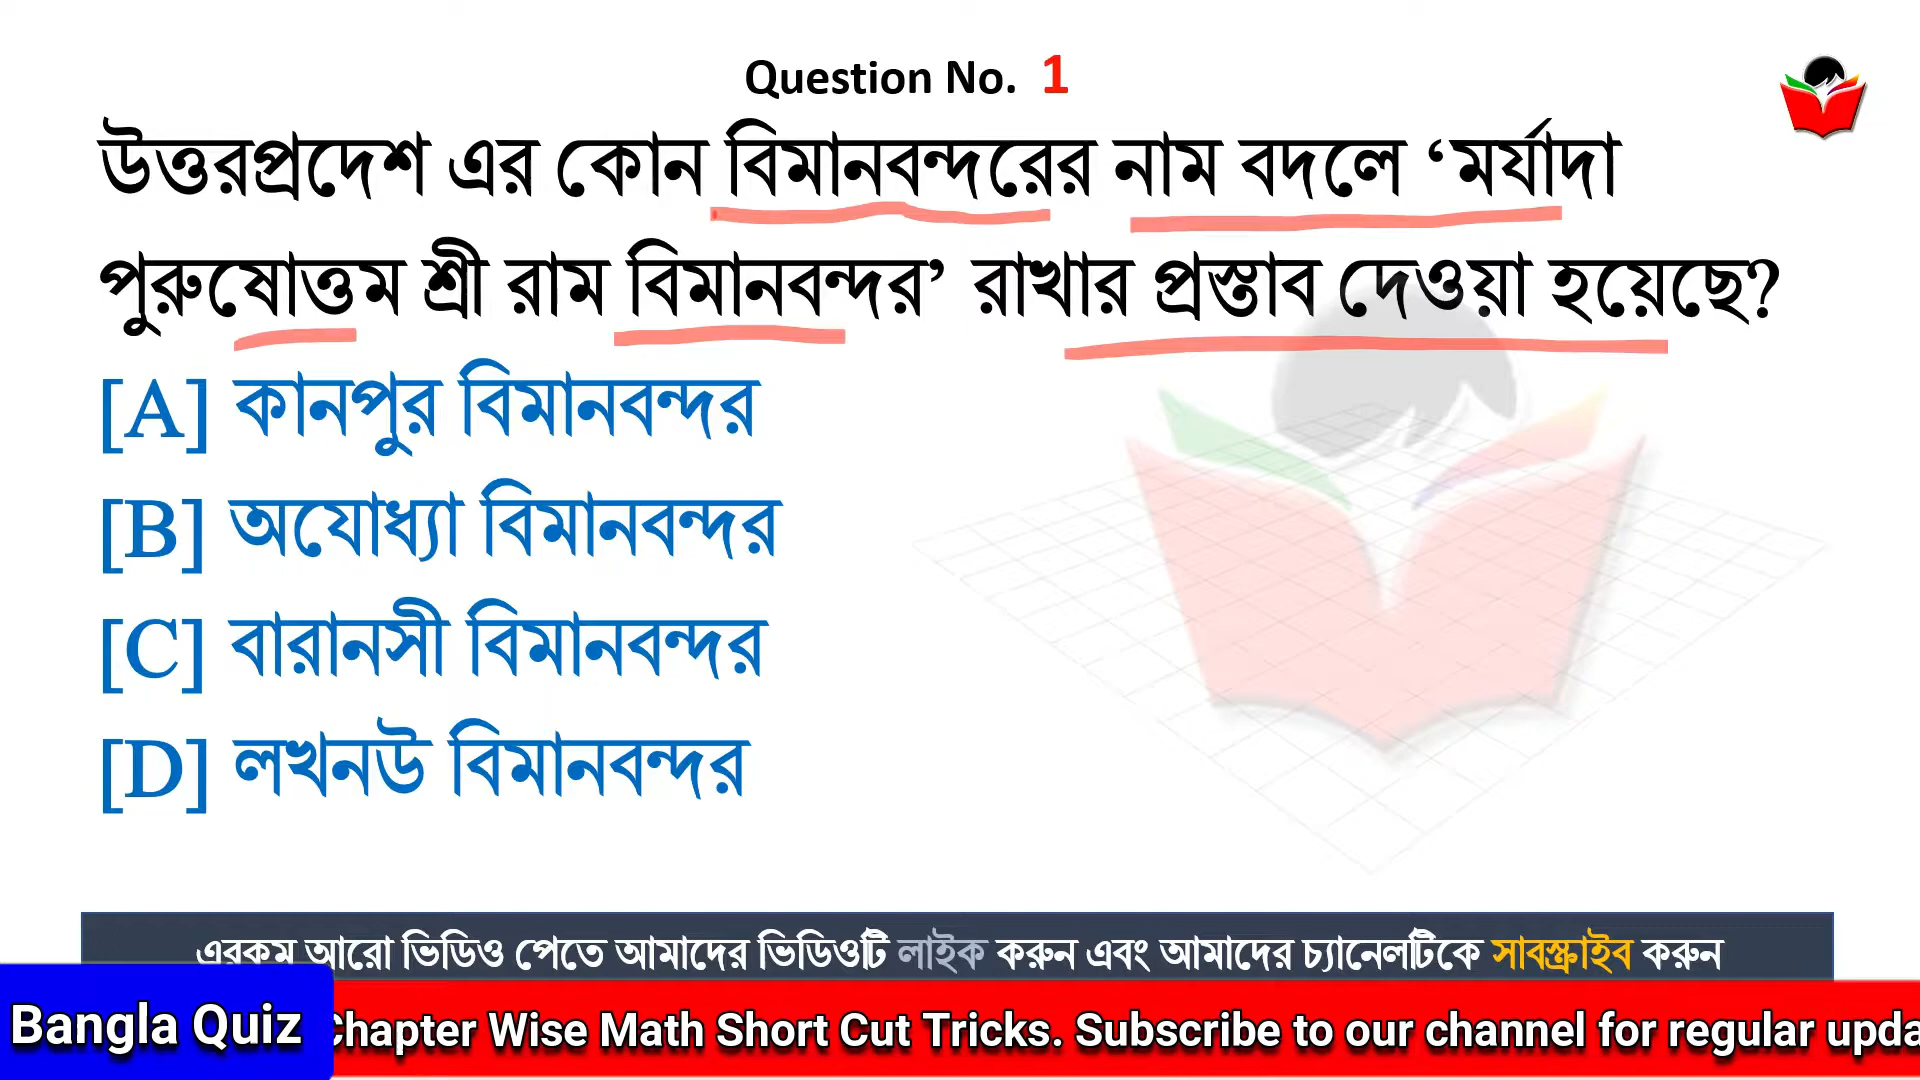 Question No. 1
উত্তরপ্রদেশ এর কোন বিমানবন্দরের নাম বদলে ‘মর্যাদা
পুরুষোত্তম শ্রী রাম বিমানবন্দর’ রাখার প্রস্তাব দেওয়া হয়েছে?
[A] কানপুর বিমানবন্দর
[B] অযোধ্যা বিমানবন্দর
[C] বারানসী বিমানবন্দর
[D] লখনউ বিমানবন্দর
এরকম আরো ভিডিও পেতে আমাদের ভিডিওটি লাইক করুন এবং আমাদের চ্যানেলটিকে সাবস্ক্রাইব করুন
Bangla Quiz
Chapter Wise Math Short Cut Tricks. Subscribe to our channel for regular upda